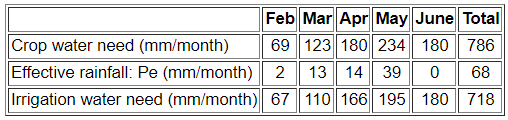 Feb Mar Apr May June Total
Crop water need (mm/month) 69 123 180 234 180 786
Effective rainfall: Pe (mm/month) 2 13 14 39 0 68
Irrigation water need (mm/month) 67 110 166 195 180 718